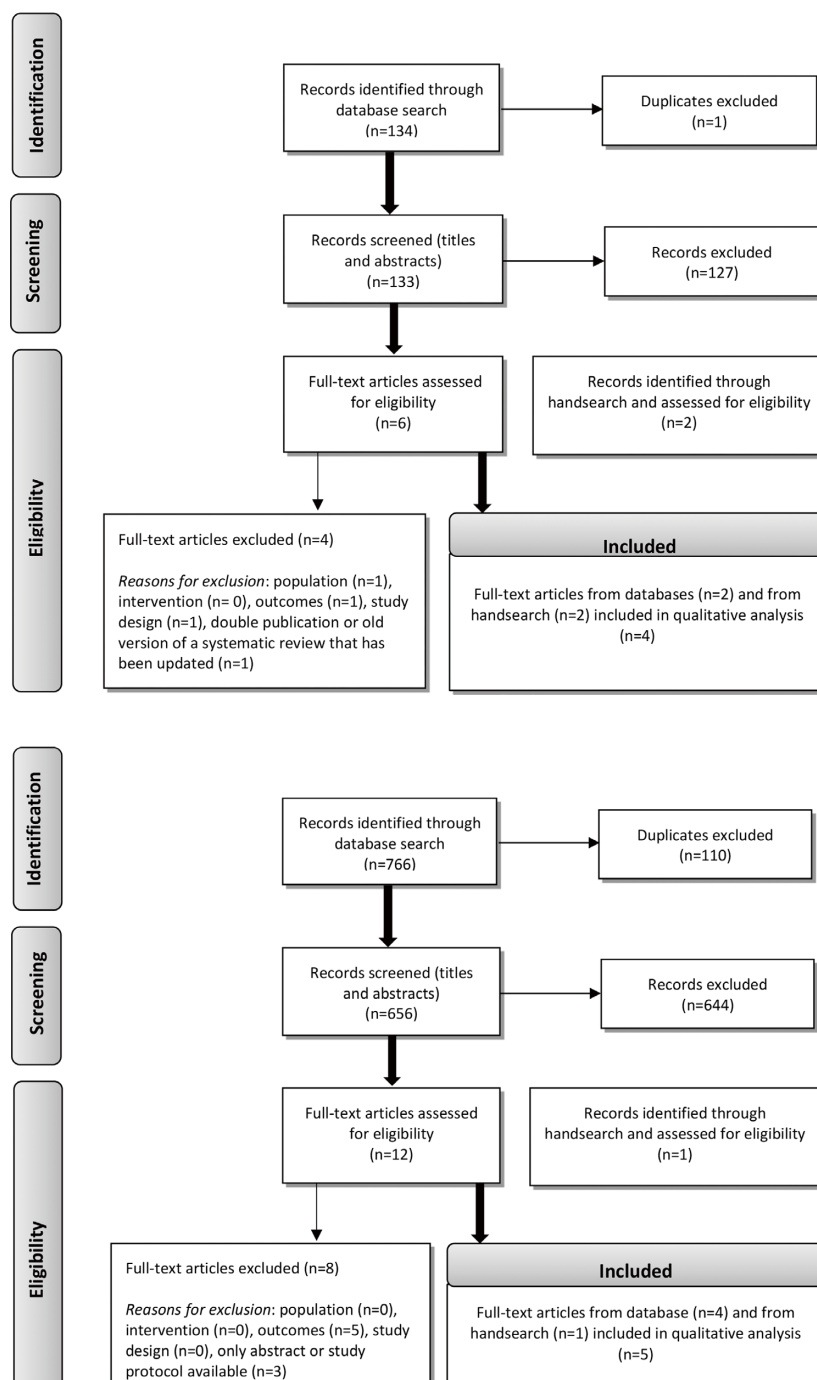 Identification
Records identified through
database search
(n=134)
Duplicates excluded
(n=1)
Screening
Records screened (titles
and abstracts)
(n=133)
Records excluded
(n=127)
Eligibility
Full-text articles assessed
for eligibility
(n=6)
Records identified through
handsearch and assessed for eligibility
(n=2)
Full-text articles excluded (n=4)
Reasons for exclusion: population (n=1),
intervention (n= 0), outcomes (n=1), study
design (n=1), double publication or old
version of a systematic review that has
been updated (n=1)
Included
Full-text articles from databases (n=2) and from
handsearch (n=2) included in qualitative analysis
(n=4)
Identification
Records identified through
database search
(n=766)
Duplicates excluded
(n=110)
Screening
Records screened (titles
and abstracts)
(n=656)
Records excluded
(n=644)
Eligibility
Full-text articles assessed
for eligibility
(n=12)
Records identified through
handsearch and assessed for eligibility
(n=1)
Full-text articles excluded (n=8)
Reasons for exclusion: population (n=0),
intervention (n=0), outcomes (n=5), study
design (n=0), only abstract or study
protocol available (n=3)
Included
Full-text articles from database (n=4) and from
handsearch (n=1) included in qualitative analysis
(n=5)